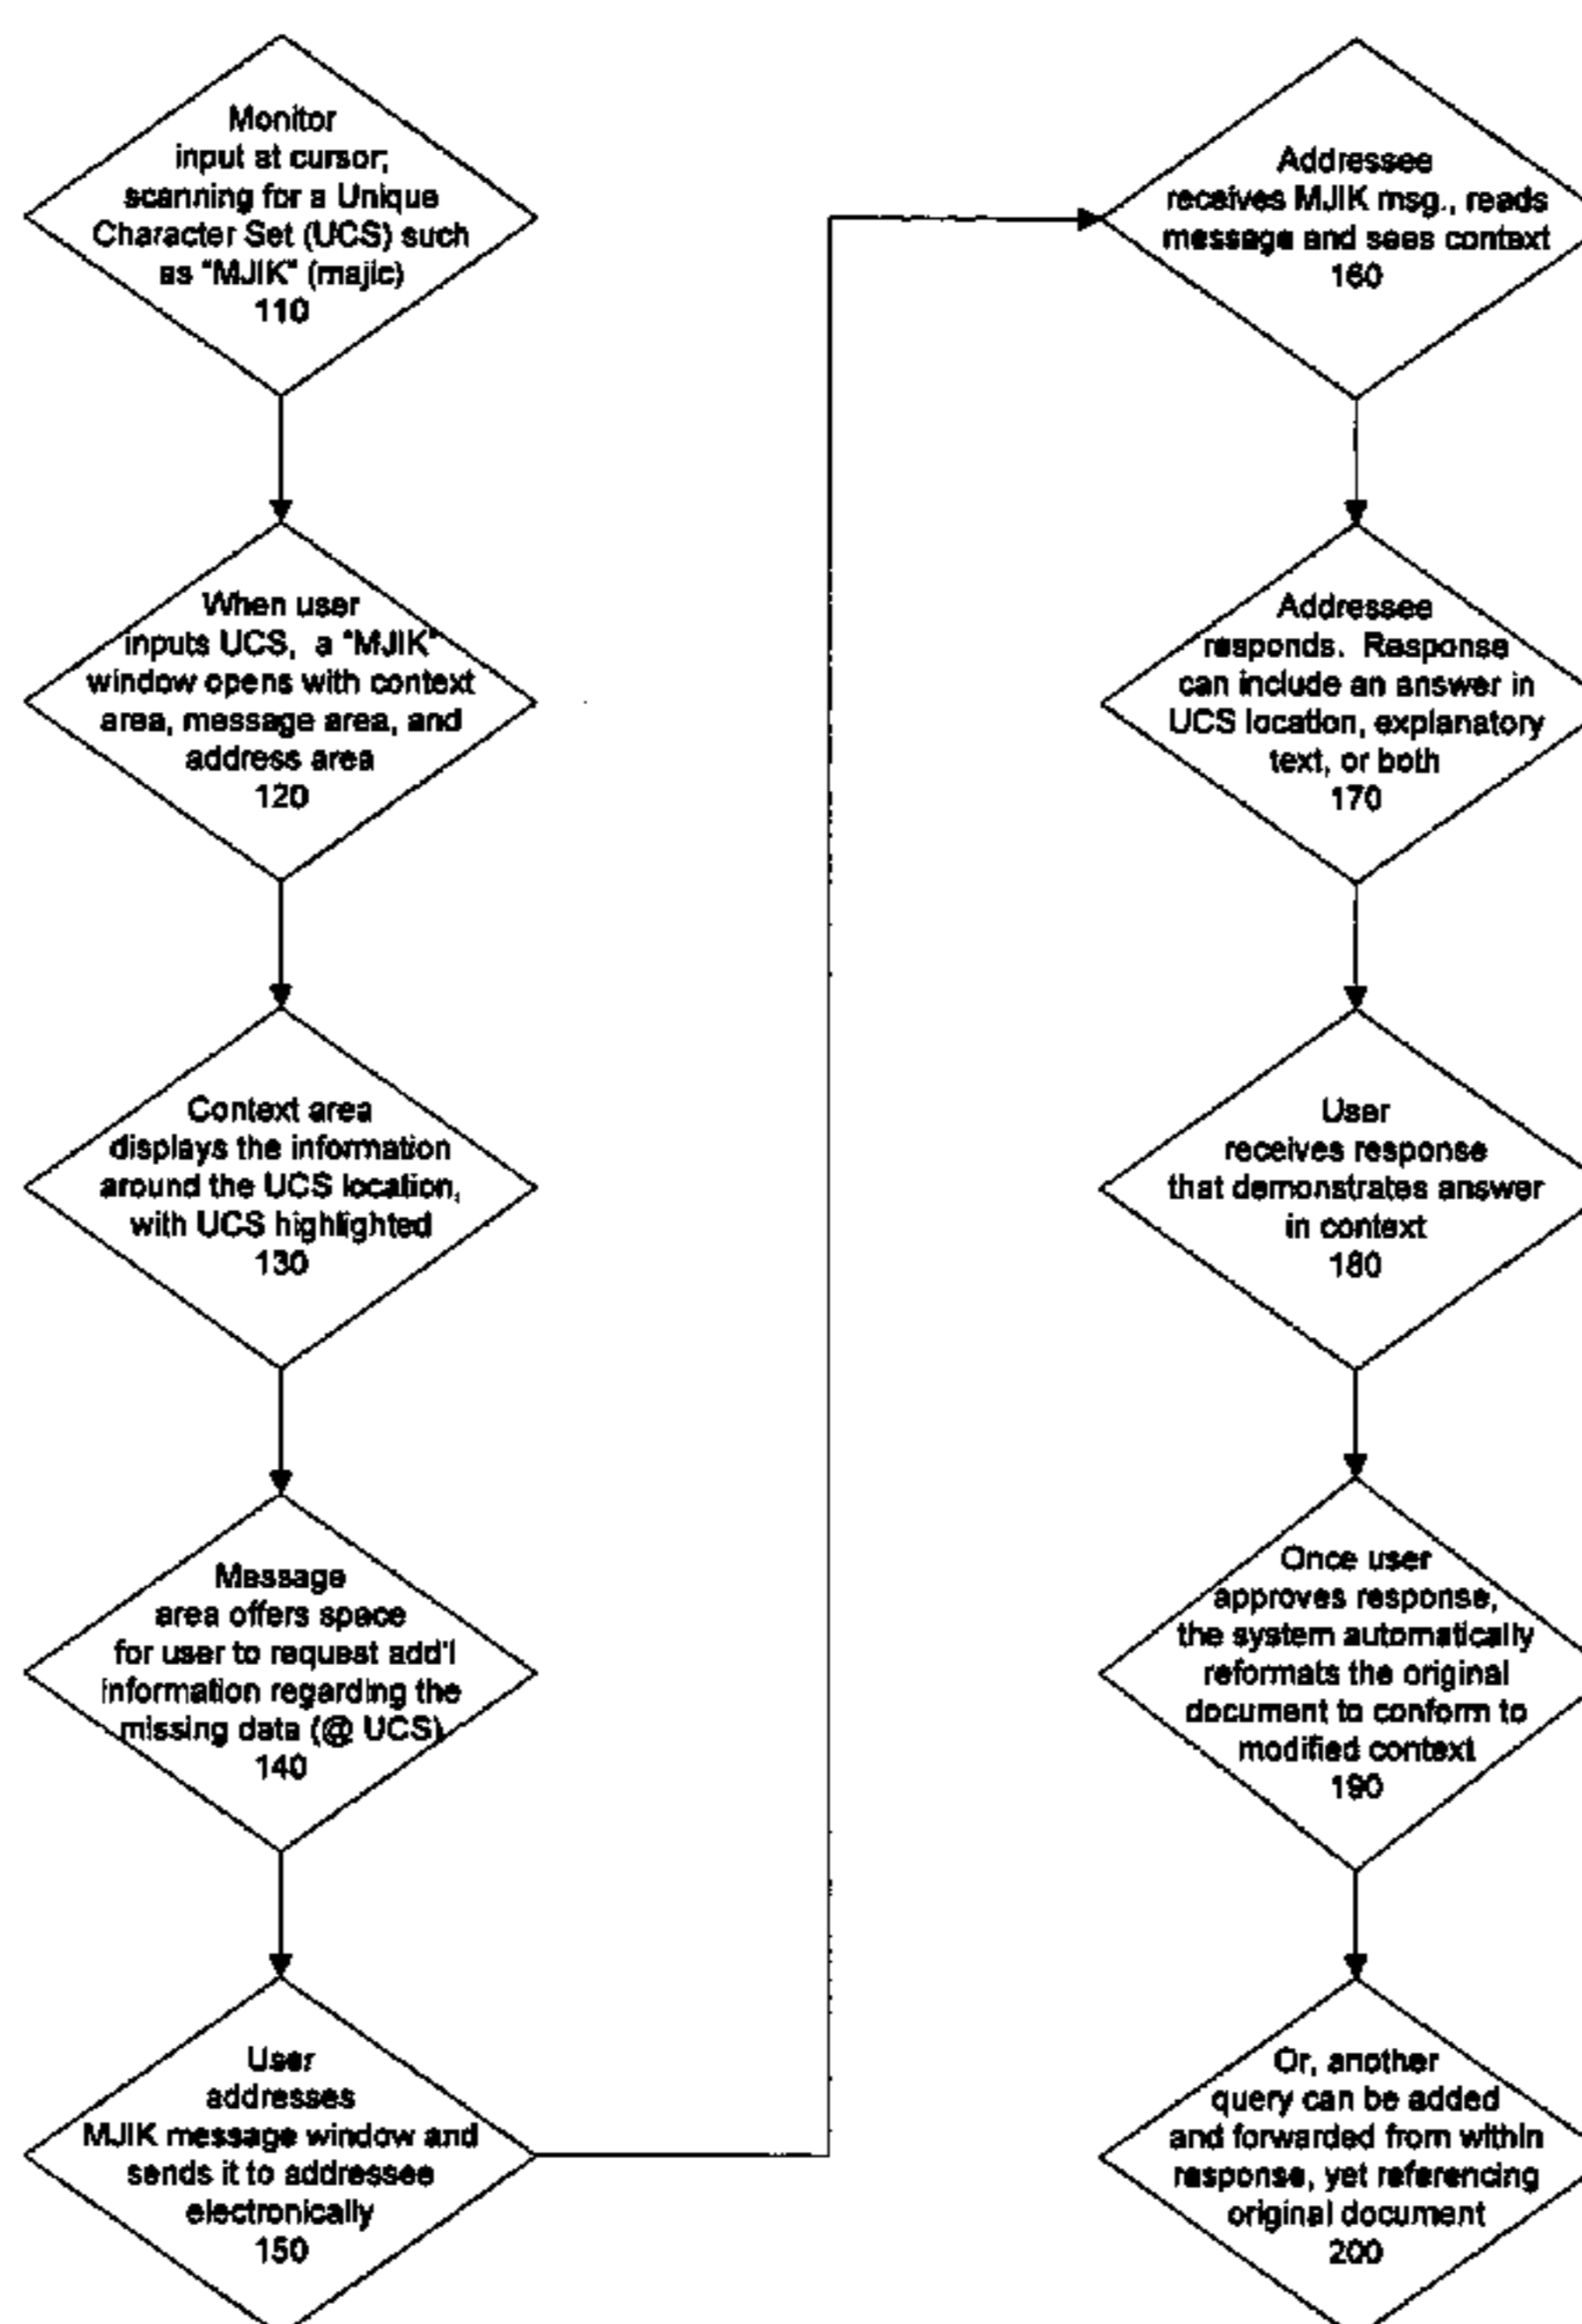 Monitor
input at cursor;
scanning for a Unique
Character Set (UCS) such
as "MJIK" (majic)
110
When user
inputs UCS, a "MJIK"
window opens with context
area, message area, and
address area
120
Context area
displays the information
around the UCS location,
with UCS highlighted
130
Message
area offers space
for user to request add'l
information regarding the
missing data (@ UCS)
140
User
addresses
MJIK message window and
sends it to addressee
electronically
150
Addressee
receives MJIK msg., reads
message and sees context
160
Addressee
responds. Response
can include an answer in
UCS location, explanatory
text, or both
170
User
receives response
that demonstrates answer
in context
180
Once user
approves response,
the system automatically
reformats the original
document to conform to
modified context
190
Or, another
query can be added
and forwarded from within
response, yet referencing
original document
200